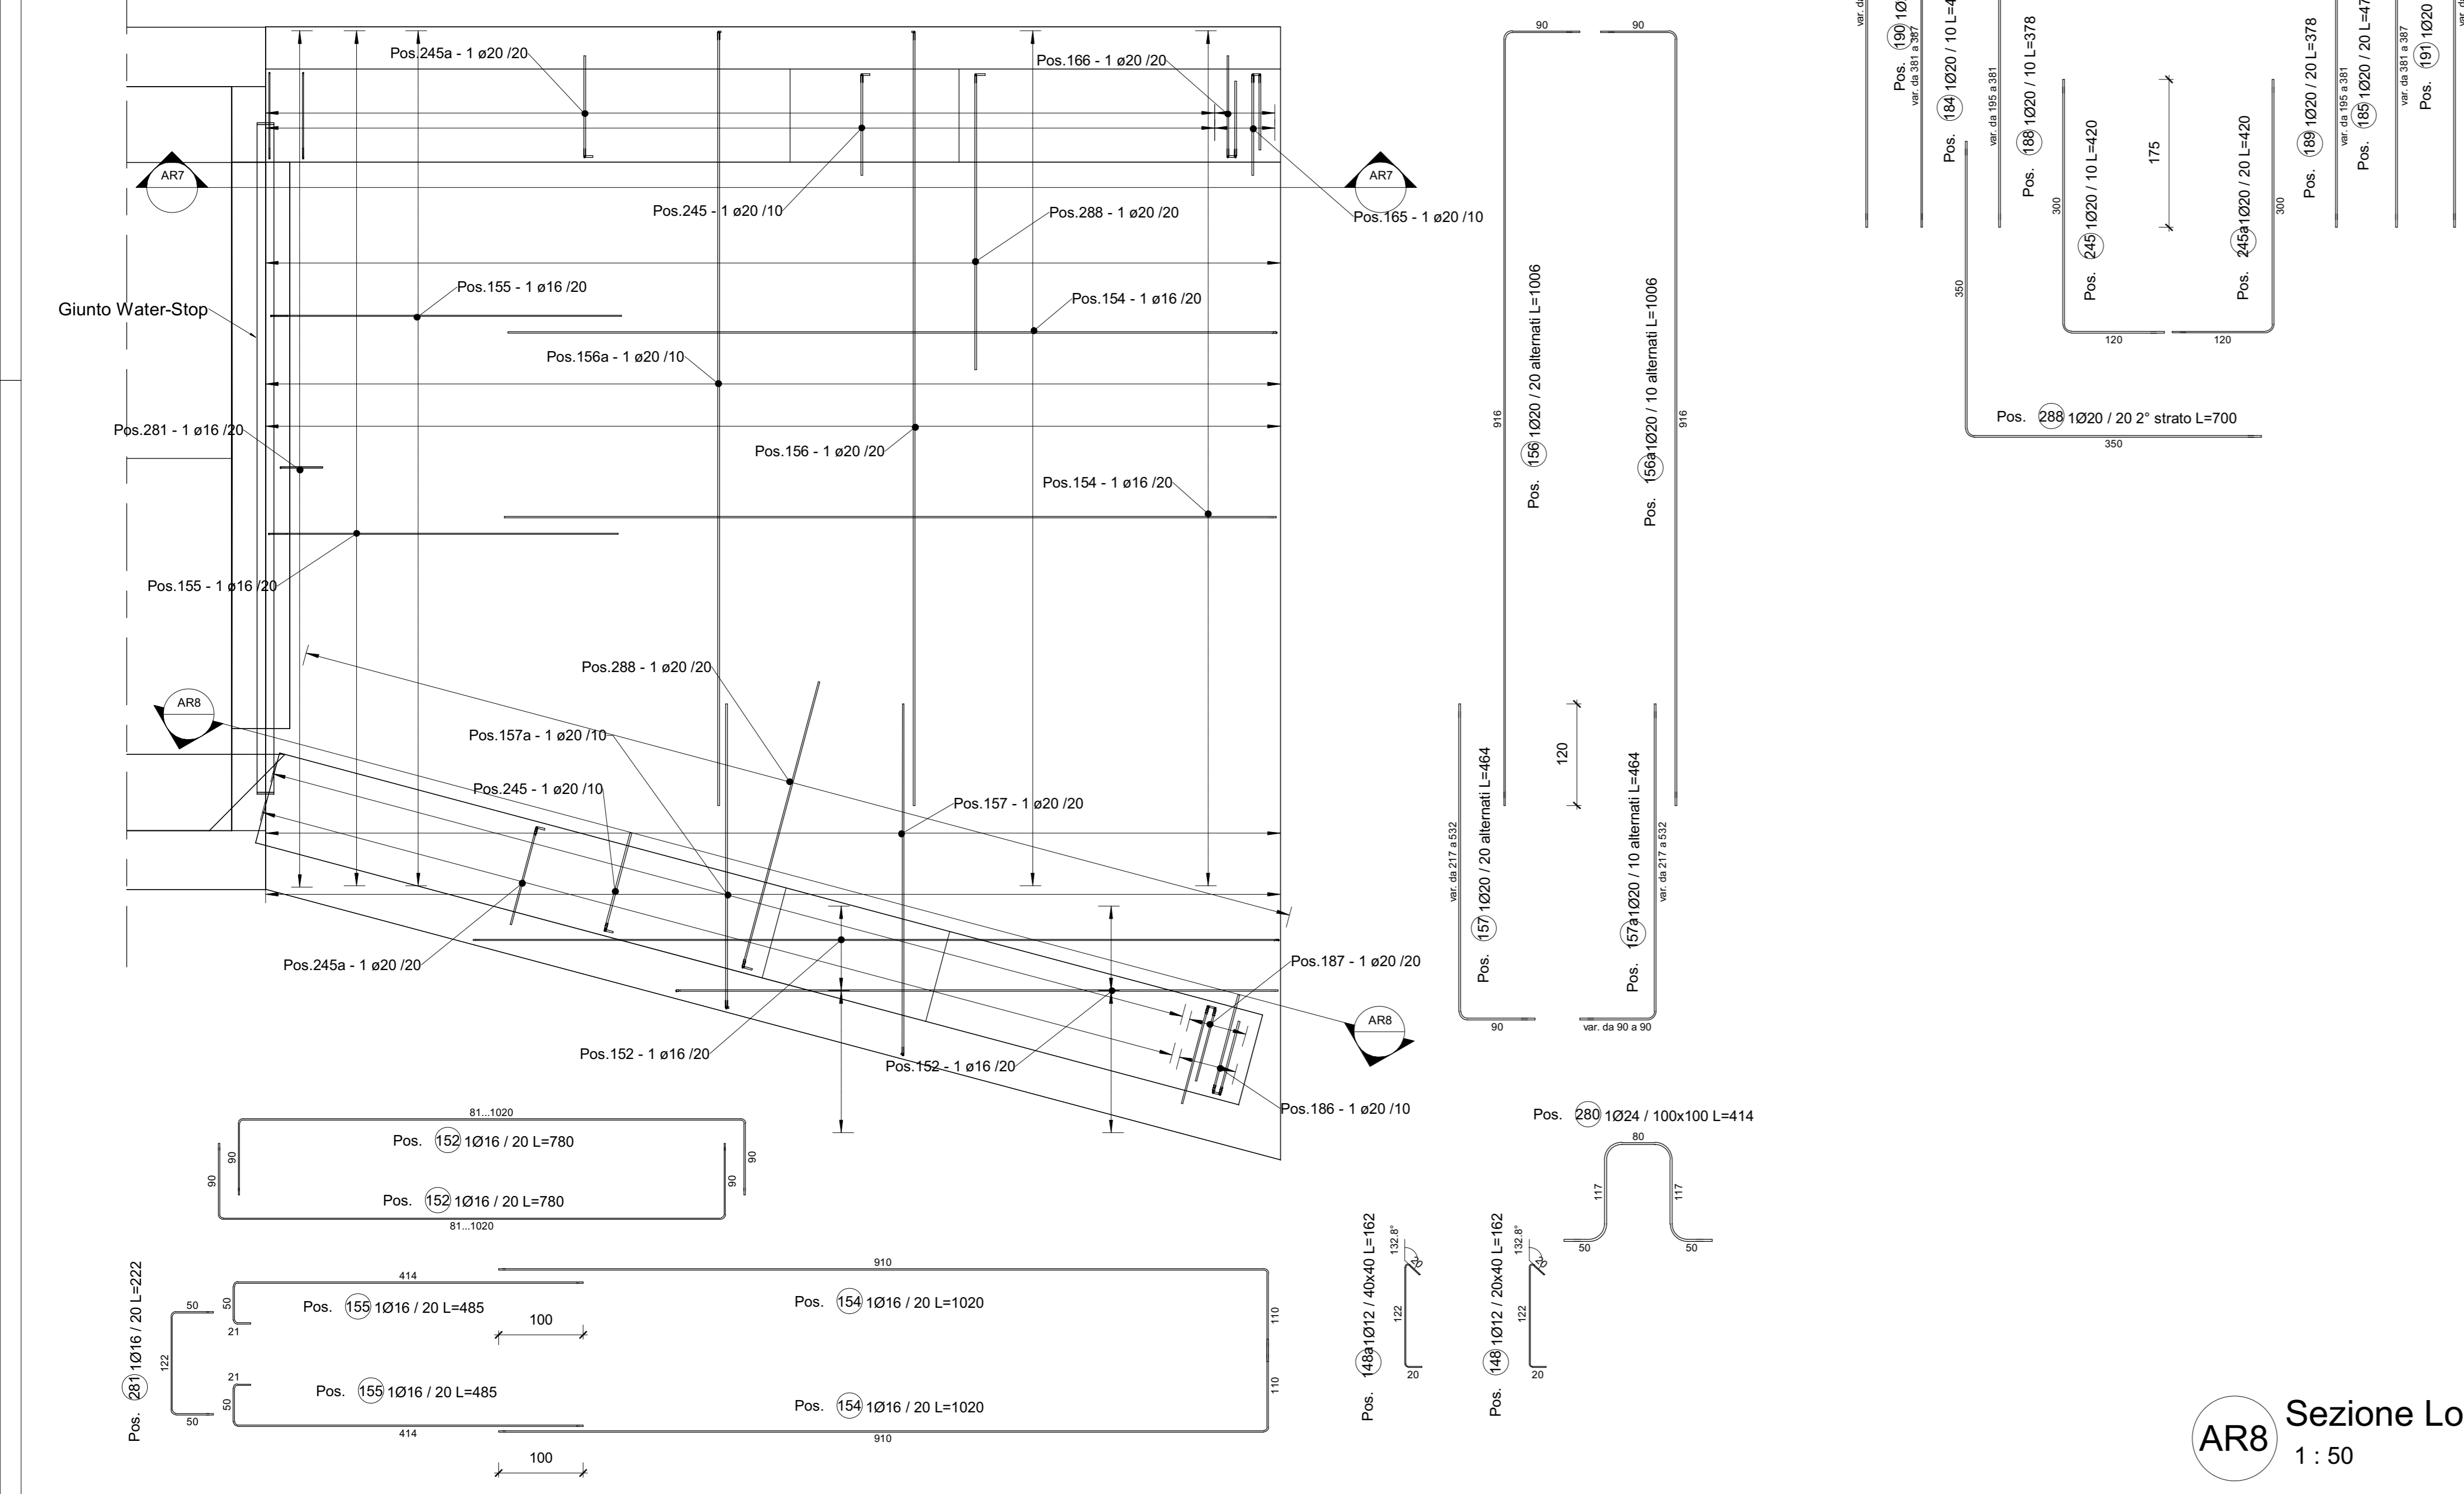 Pos.245a - 1 ø20 /20
Pos.166 - 1 ø20 /20
AR7
AR7
Pos.245 - 1 ø20 /10
Pos.288 - 1 ø20 /20
Pos.165 - 1 ø20 /10
Pos.155 - 1 ø16 /20
Giunto Water-Stop
Pos.154 - 1 ø16 /20
Pos.156a - 1 ø20 /10
Pos.281 - 1 ø16 /20
Pos.156 - 1 ø20 /20
Pos.154 - 1 ø16 /20
Pos.155 - 1 ø16 /20
Pos.288 - 1 ø20 /20
AR8
Pos.157a - 1 ø20 /10
Pos.245 - 1 ø20 /10
Pos.157 - 1 ø20 /20
Pos.245a - 1 ø20 /20
Pos.187 - 1 ø20 /20
AR8
Pos.152 - 1 ø16 /20
Pos.152 - 1 ø16 /20
Pos.186 - 1 ø20 /10
81...1020
90
Pos. 152 1Ø16 / 20 L=780
90
90
Pos. 152 1Ø16 / 20 L=780
90
81...1020
Pos. 281 1Ø16 / 20 L=222
50
122
50
414
50
21
Pos. 155 1Ø16 / 20 L=485
100
21
50
Pos. 155 1Ø16 / 20 L=485
414
100
910
Pos. 154 1Ø16 / 20 L=1020
110
110
Pos. 154 1Ø16 / 20 L=1020
910
90
90
916
Pos. 156 1Ø20 / 20 alternati L=1006
Pos. 156a 1Ø20 / 10 alternati L=1006
916
120
var. da 217 a 532
Pos. 157 1Ø20 / 20 alternati L=464
Pos. 157a 1Ø20 / 10 alternati L=464
var. da 217 a 532
90
var. da 90 a 90
Pos. 280 1Ø24 / 100x100 L=414
80
117
117
50
50
Pos. 148a 1Ø12 / 40x40 L=162
132.8°
20
122
20
Pos. 148 1Ø12 / 20x40 L=162
132.8°
20
122
20
var. da
Pos. 190 1Ø
var. da 381 a 387
Pos. 184 1Ø20 / 10 L=4
var. da 195 a 381
Pos. 188 1Ø20 / 10 L=378
300
Pos. 245 1Ø20 / 10 L=420
175
Pos. 245a 1Ø20 / 20 L=420
300
120
120
Pos. 189 1Ø20 / 20 L=378
var. da 195 a 381
Pos. 185 1Ø20 / 20 L=47
var. da 381 a 387
Pos. 191 1Ø20
350
Pos. 288 1Ø20 / 20 2° strato L=700
350
AR8
Sezione Lo
1 : 50